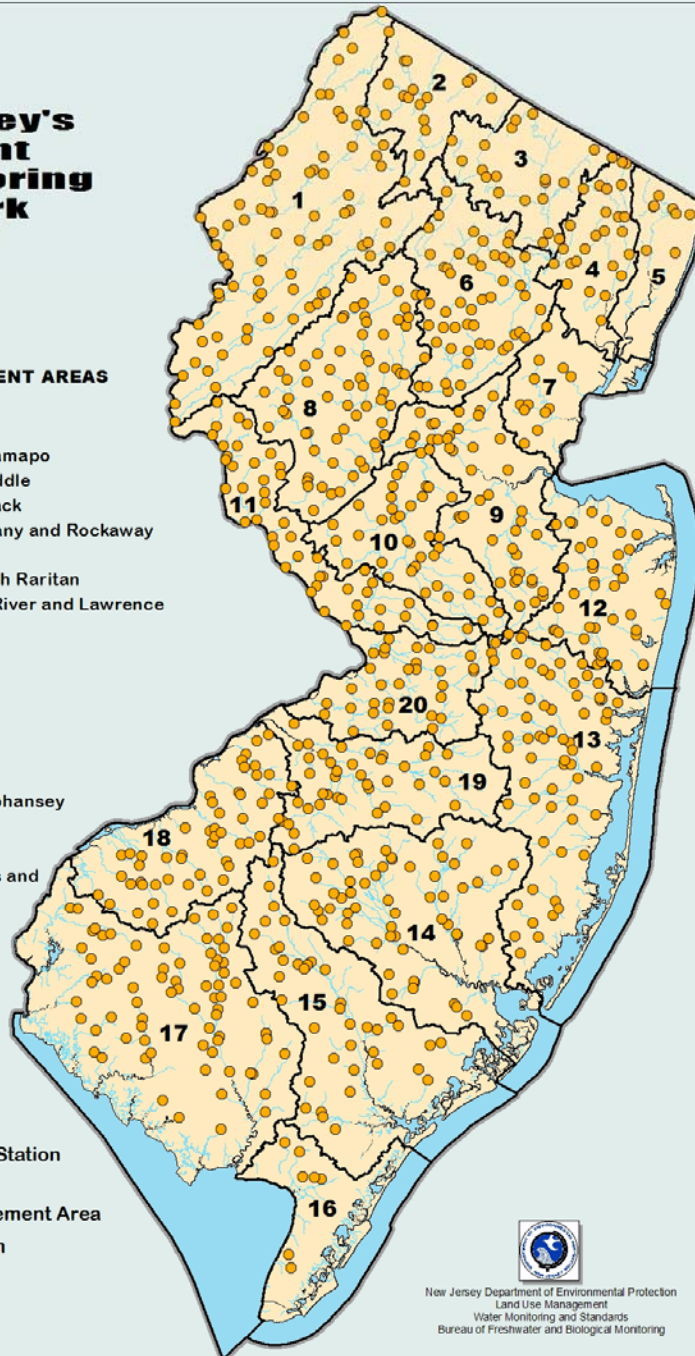 ey's
nt
oring
rk
ENT AREAS
amapo
ddle
ack
any and Rockaway
h Raritan
River and Lawrence
ohansey
s and
Station
ement Area
n
1
2
3
4
5
6
7
8
9
10
11
12
13
14
15
16
17
18
19
20
New Jersey Department of Environmental Protection
Land Use Management
Water Monitoring and Standards
Bureau of Freshwater and Biological Monitoring